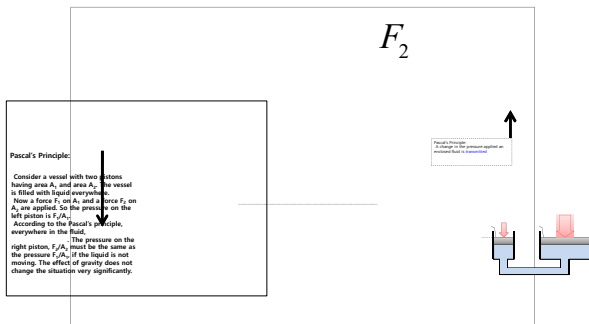 F2
Pascal's Principle:
Consider a vessel with two pistons
having area A1 and area A2. The vessel
is filled with liquid everywhere.
Now a force F1 on A1 and a force F2 on
A2 are applied. So the pressure on the
left piston is F1/A1.
According to the Pascal's principle,
everywhere in the fluid,
. The pressure on the
right piston, F2/A2 must be the same as
the pressure F1/A1, if the liquid is not
moving. The effect of gravity does not
change the situation very significantly.
Pascal's Principle:
A change in the pressure applied an
enclosed fluid is transmitted